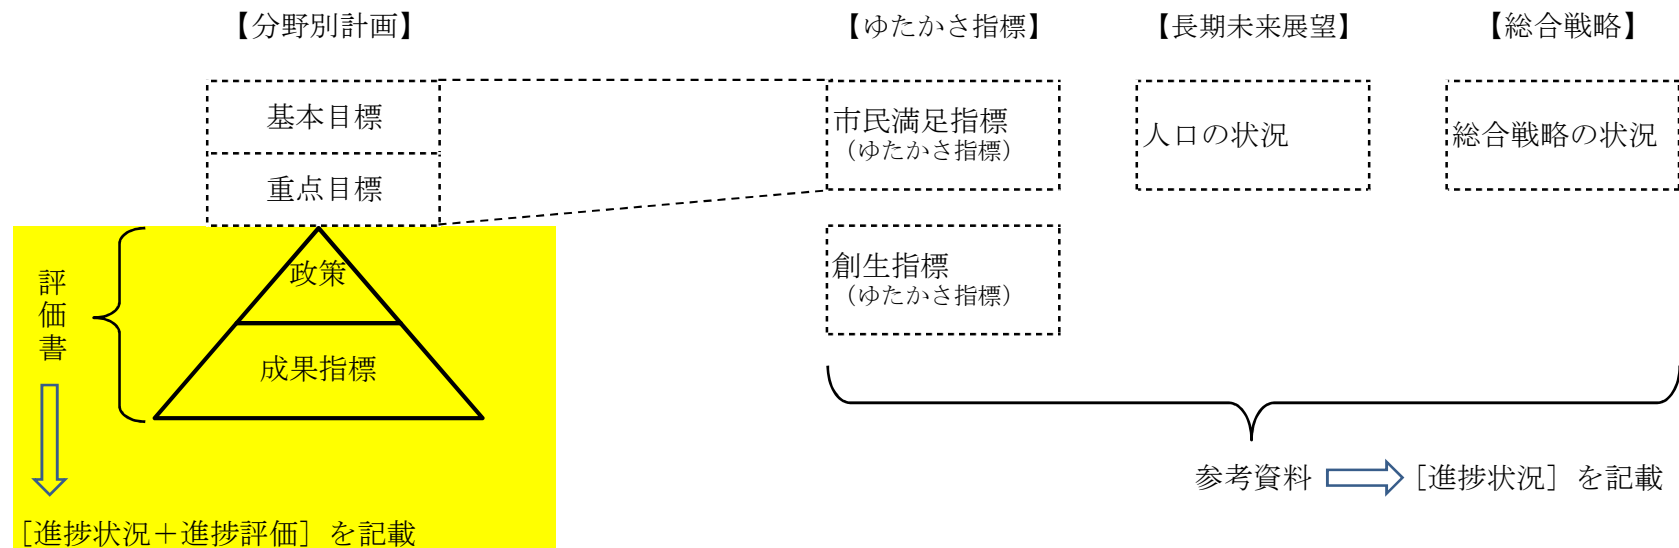 【分野別計画】
【ゆたかさ指標】
【長期未来展望】
【総合戦略】
基本目標
重点目標
市民満足指標
（ゆたかさ指標）
人口の状況
総合戦略の状況
政策
成果指標
評価書
創生指標
（ゆたかさ指標）
参考資料
［進捗状況］を記載
［進捗状況＋進捗評価］を記載